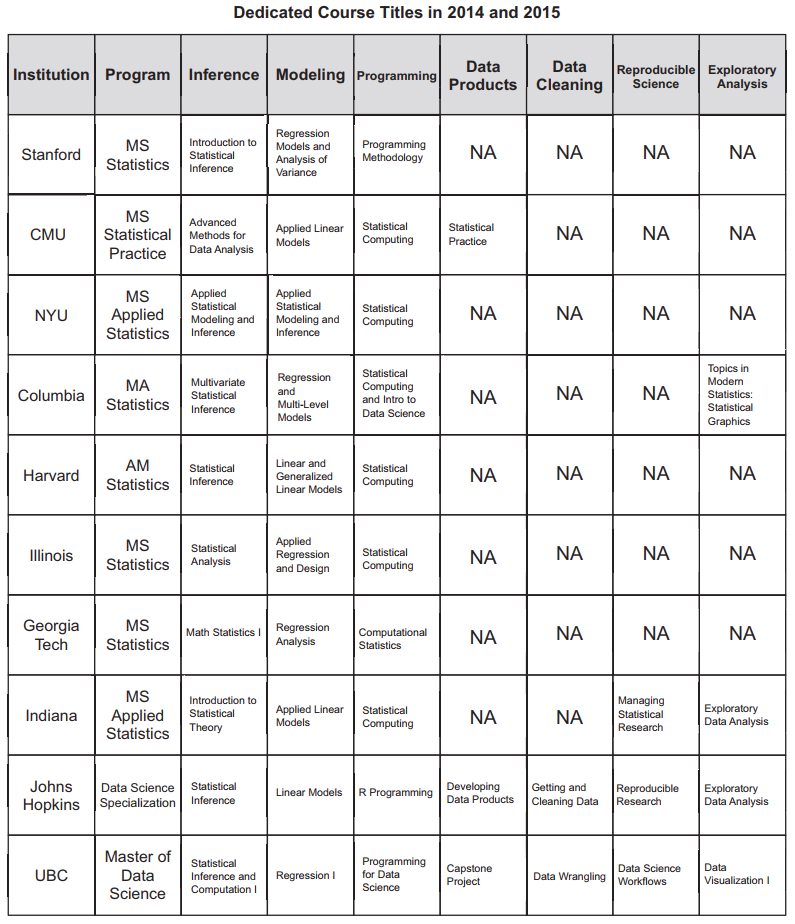 Dedicated Course Titles in 2014 and 2015
Institution
Program
Inference
Modeling
Programming
Data
Products
Data
Cleaning
Reproducible
Science
Exploratory
Analysis
Stanford
MS
Statistics
Introduction to
Statistical
Inference
Regression
Models and
Analysis of
Variance
Programming
Methodology
NA
NA
NA
NA
CMU
MS
Statistical
Practice
Advanced
Methods for
Data Analysis
Applied Linear
Models
Statistical
Computing
Statistical
Practice
NA
NA
NA
NYU
MS
Applied
Statistics
Applied
Statistical
Modeling and
Inference
Applied
Statistical
Modeling and
Inference
Statistical
Computing
NA
NA
NA
NA
Columbia
MA
Statistics
Multivariate
Statistical
Inference
Regression
and
Multi-Level
Models
Statistical
Computing
and Intro to
Data Science
NA
NA
NA
Topics in
Modern
Statistics:
Statistical
Graphics
Harvard
AM
Statistics
Statistical
Inference
Linear and
Generalized
Linear Models
Statistical
Computing
NA
NA
NA
NA
Illinois
MS
Statistics
Statistical
Analysis
Applied
Regression
and Design
Statistical
Computing
NA
NA
NA
NA
Georgia
Tech
MS
Statistics
Math Statistics I
Regression
Analysis
Computational
Statistics
NA
NA
NA
NA
Indiana
MS
Applied
Statistics
Introduction to
Statistical
Theory
Applied Linear
Models
Statistical
Computing
NA
NA
Managing
Statistical
Research
Exploratory
Data Analysis
Johns
Hopkins
Data Science
Specialization
Statistical
Inference
Linear Models
R Programming
Developing
Data Products
Getting and
Cleaning Data
Reproducible
Research
Exploratory
Data Analysis
UBC
Master of
Data
Science
Statistical
Inference and
Computation I
Regression I
Programming
for Data
Science
Capstone
Project
Data Wrangling
Data Science
Workflows
Data
Visualization I